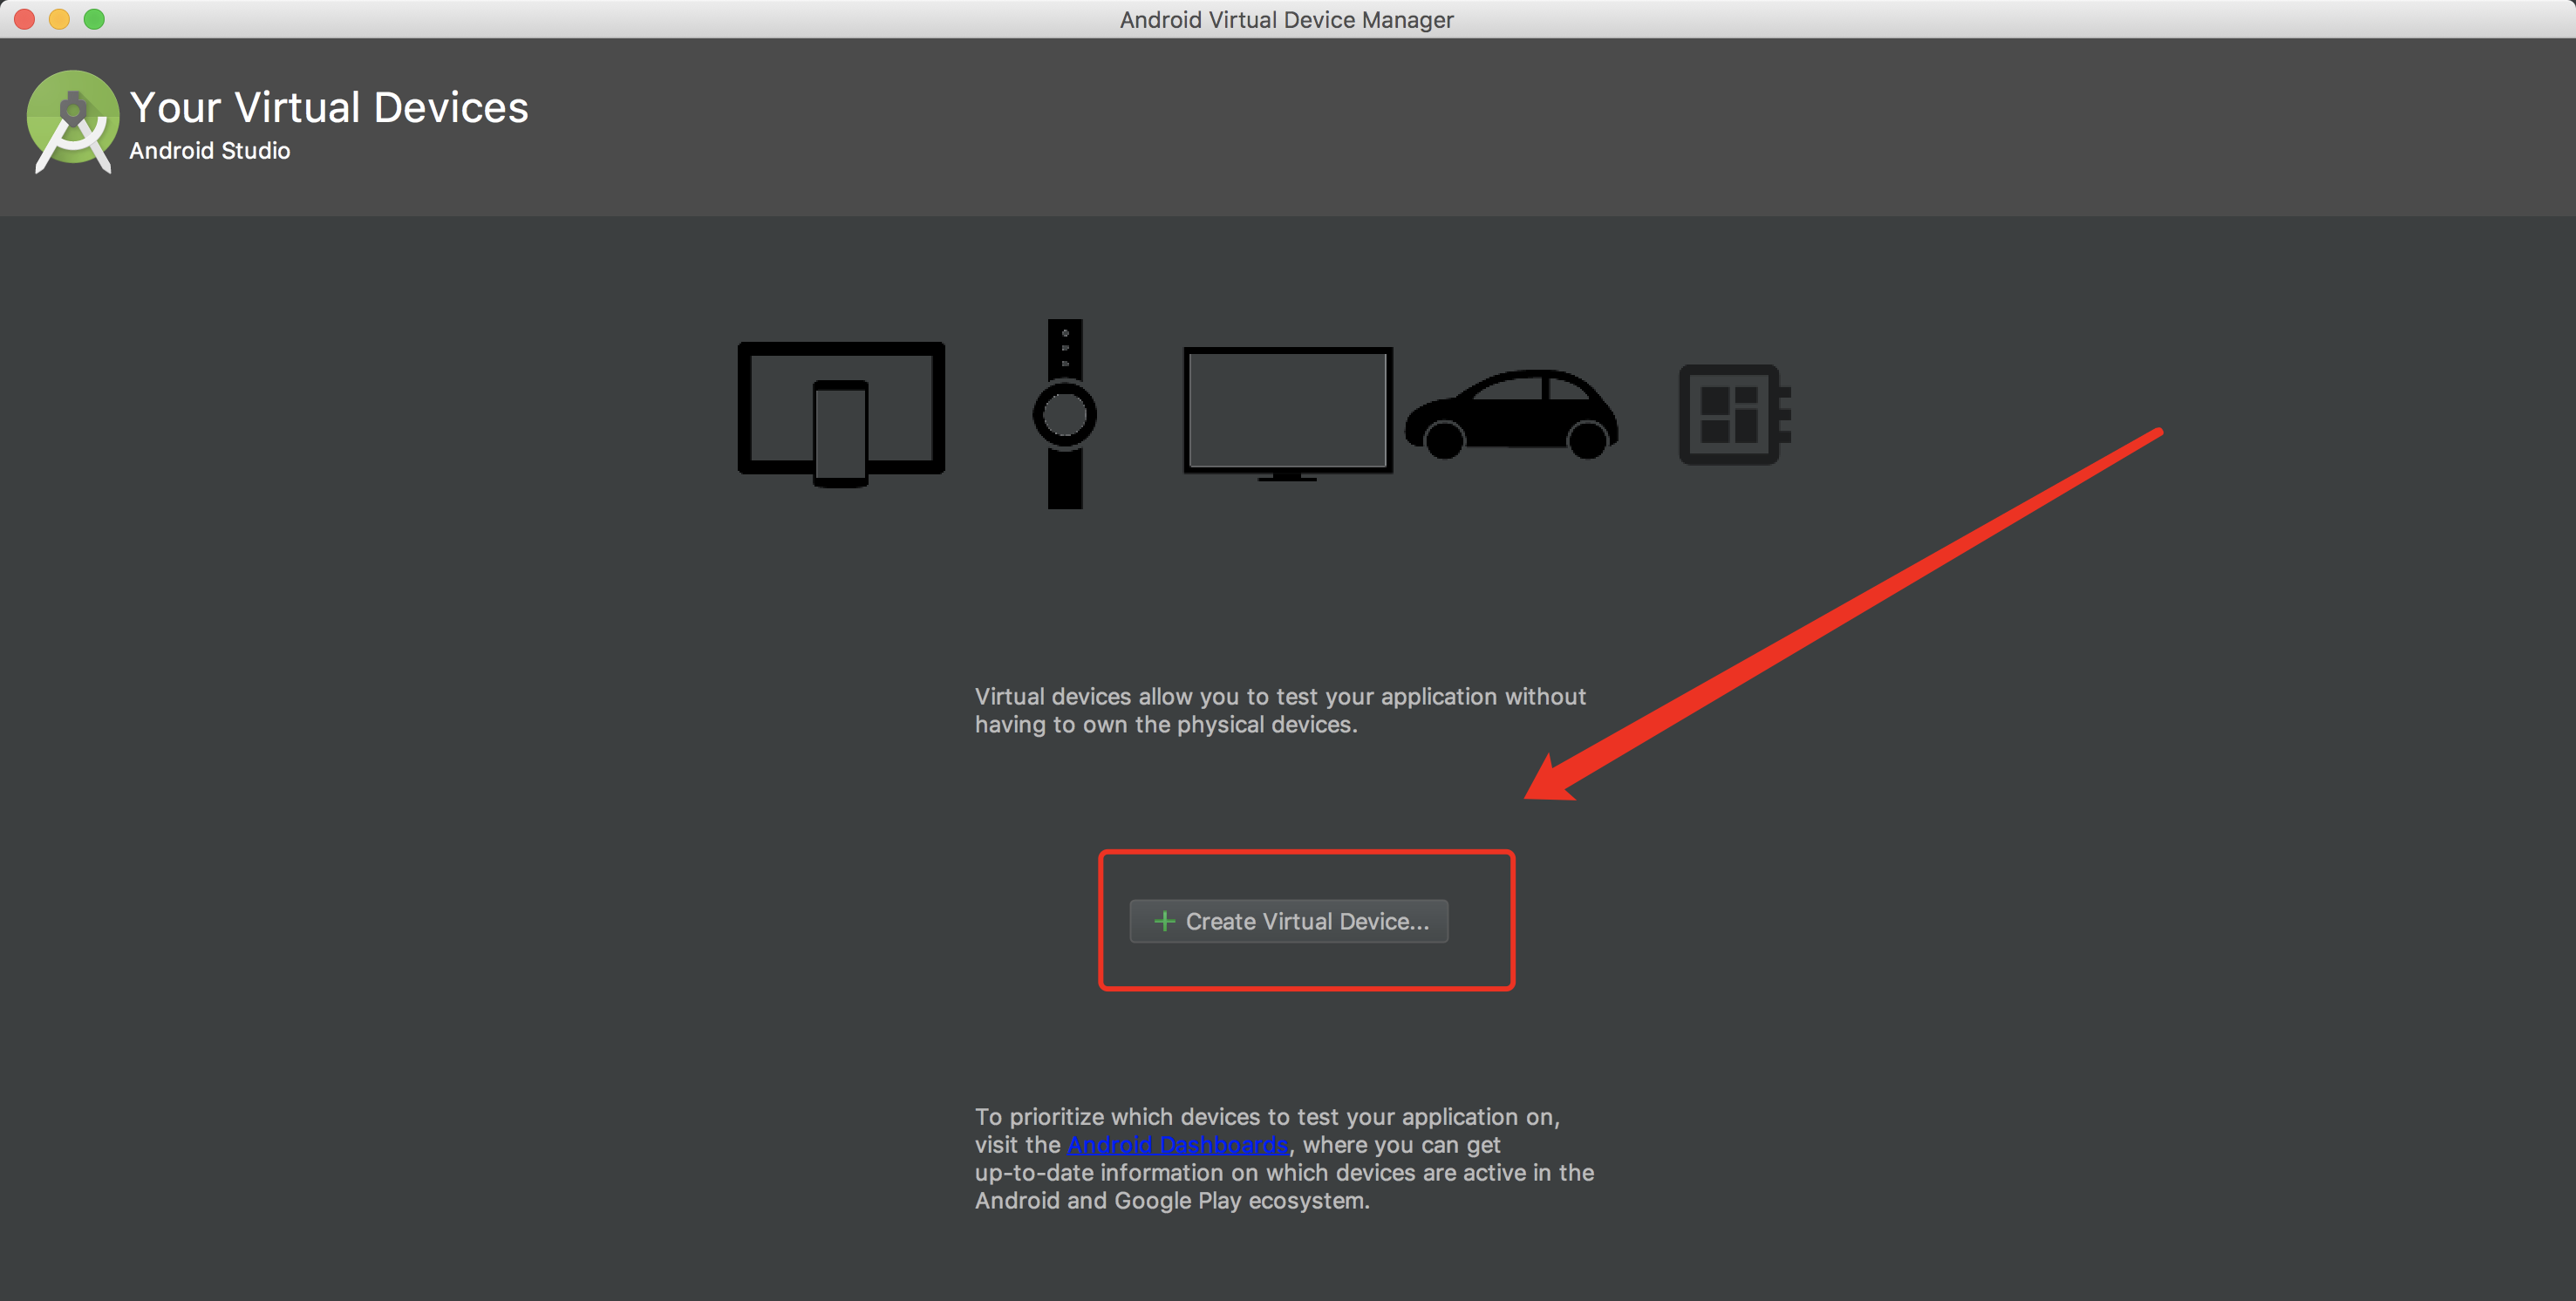 Android Virtual Device Manager
Your Virtual Devices
Android Studio
Virtual devices allow you to test your application without
having to own the physical devices.
Create Virtual Device...
To prioritize which devices to test your application on,
visit the Android Dashboards, where you can get
up-to-date information on which devices are active in the
Android and Google Play ecosystem.